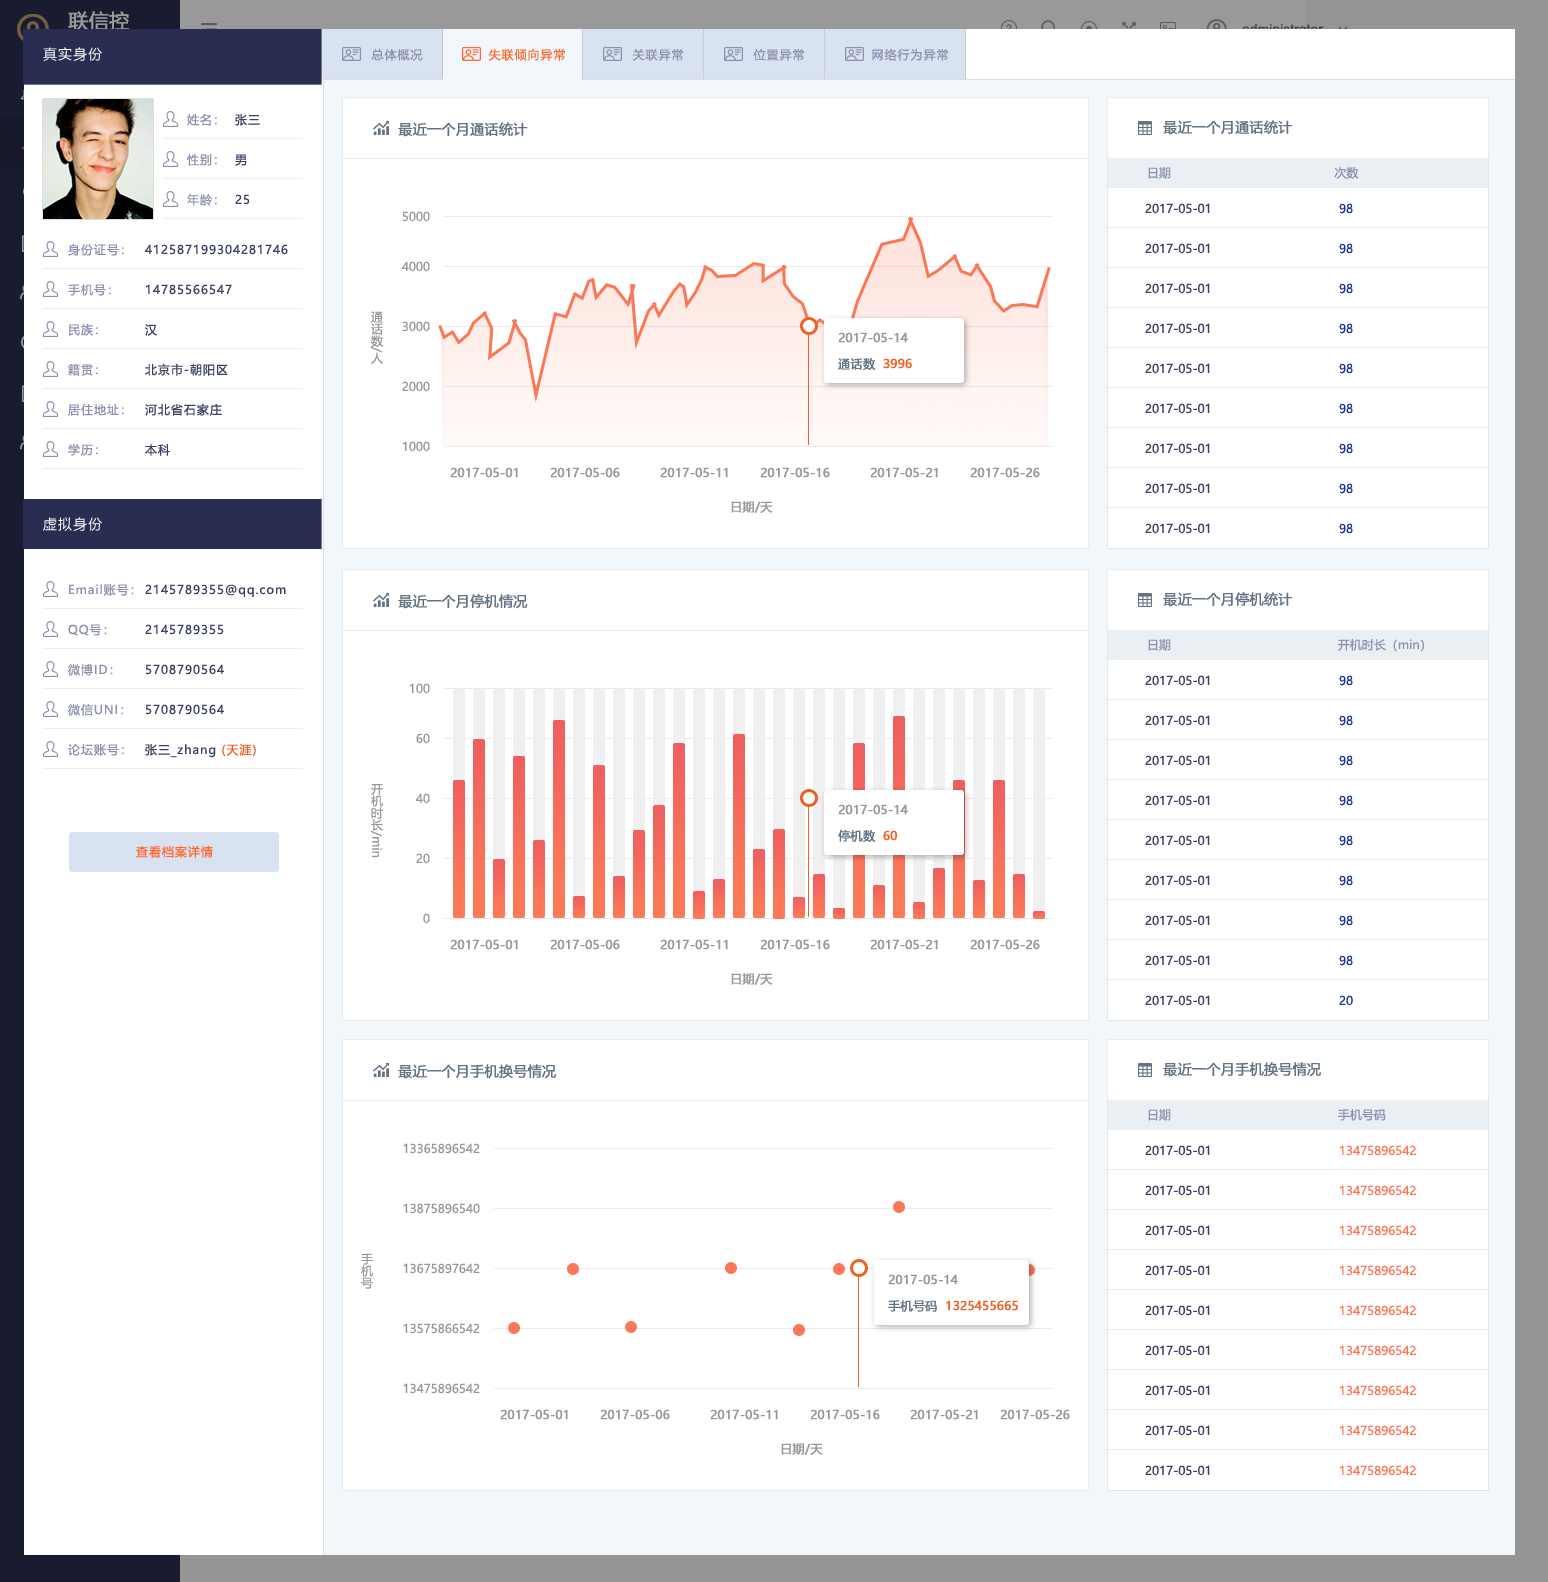 联信控
administrator
真实身份
姓名： 张三
性别： 男
年龄： 25
身份证号： 412587199304281746
手机号： 14785566547
民族： 汉
籍贯： 北京市-朝阳区
居住地址： 河北省石家庄
学历： 本科
虚拟身份
Email账号： 2145789355@qq.com
QQ号： 2145789355
微博ID： 5708790564
微信UNI： 5708790564
论坛账号： 张三_zhang (天涯)
查看档案详情
总体概况 失联倾向异常 关联异常 位置异常 网络行为异常
最近一个月通话统计
通话数/人
5000
4000
3000
2000
1000
2017-05-14
通话数 3996
2017-05-01 2017-05-06 2017-05-11 2017-05-16 2017-05-21 2017-05-26
日期/天
最近一个月通话统计
日期 次数
2017-05-01 98
2017-05-01 98
2017-05-01 98
2017-05-01 98
2017-05-01 98
2017-05-01 98
2017-05-01 98
2017-05-01 98
2017-05-01 98
最近一个月停机情况
开机时长/min
100
60
40
20
0
2017-05-14
停机数 60
2017-05-01 2017-05-06 2017-05-11 2017-05-16 2017-05-21 2017-05-26
日期/天
最近一个月停机统计
日期 开机时长（min）
2017-05-01 98
2017-05-01 98
2017-05-01 98
2017-05-01 98
2017-05-01 98
2017-05-01 98
2017-05-01 98
2017-05-01 98
2017-05-01 20
最近一个月手机换号情况
手机号
13365896542
13875896540
13675897642
13575866542
13475896542
2017-05-14
手机号码 1325455665
2017-05-01 2017-05-06 2017-05-11 2017-05-16 2017-05-21 2017-05-26
日期/天
最近一个月手机换号情况
日期 手机号码
2017-05-01 13475896542
2017-05-01 13475896542
2017-05-01 13475896542
2017-05-01 13475896542
2017-05-01 13475896542
2017-05-01 13475896542
2017-05-01 13475896542
2017-05-01 13475896542
2017-05-01 13475896542